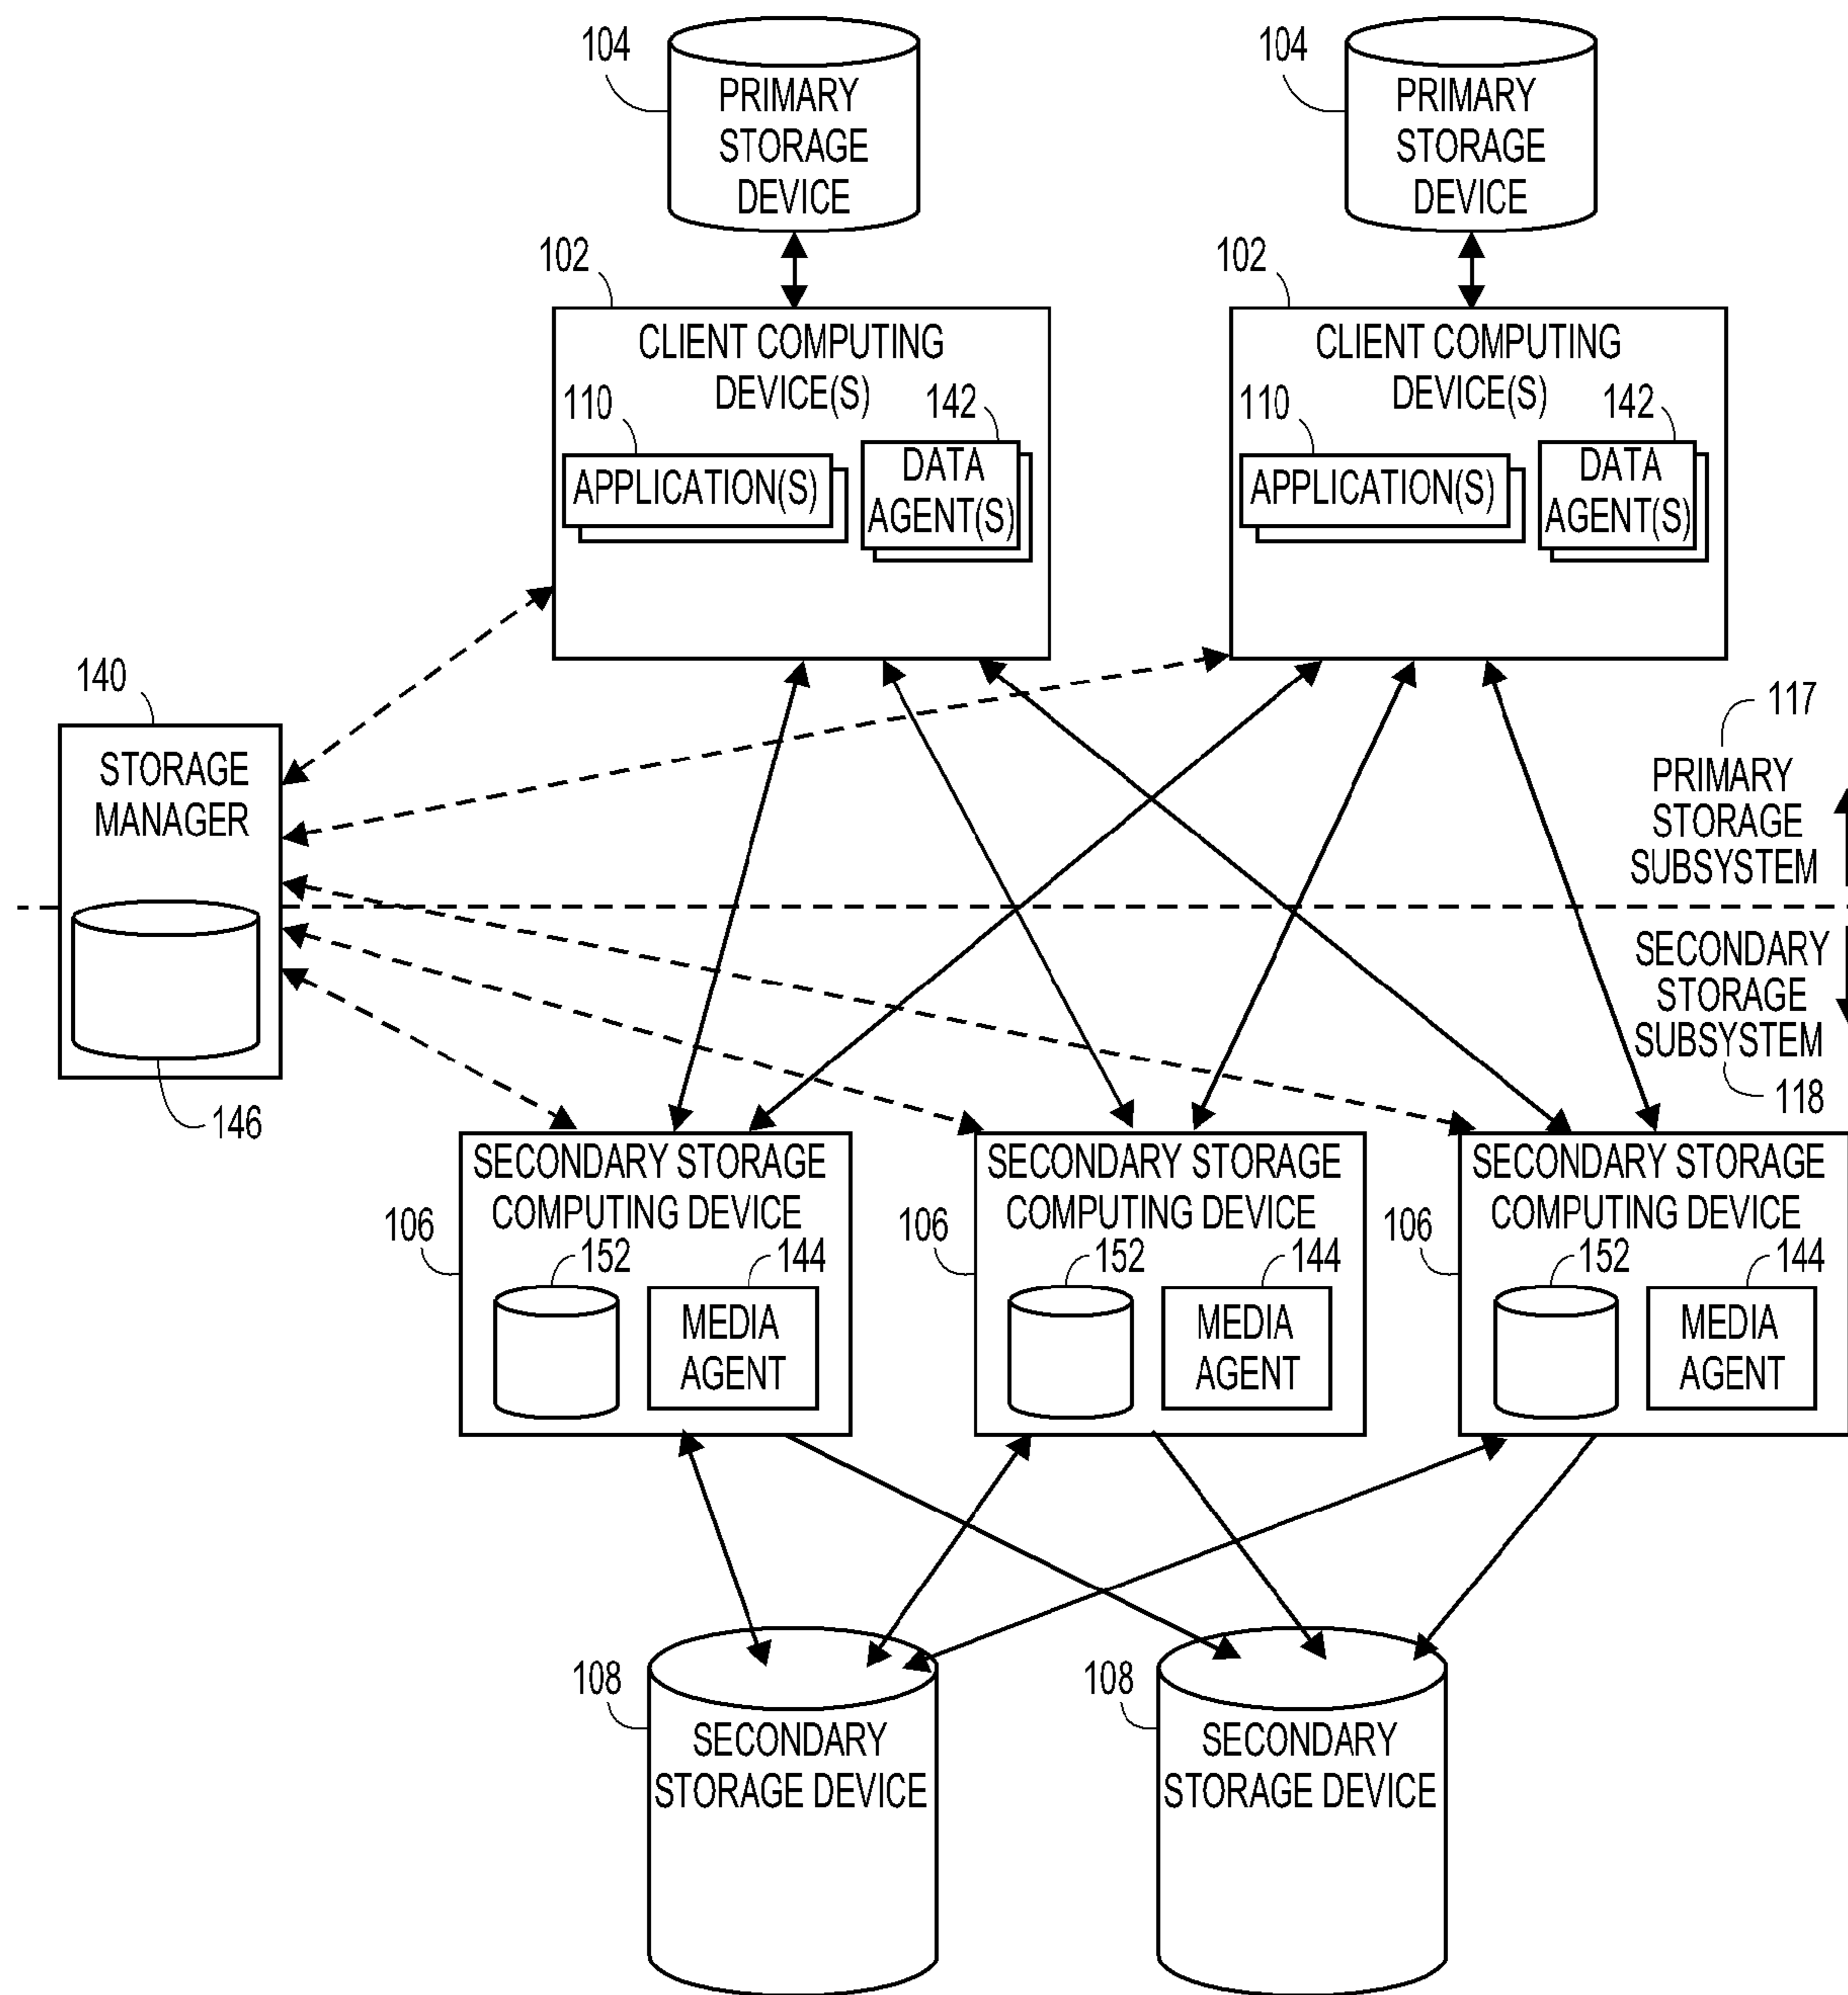 104
PRIMARY
STORAGE
DEVICE
104
PRIMARY
STORAGE
DEVICE
102
CLIENT COMPUTING
DEVICE(S)
110
142
APPLICATION(S)
DATA
AGENT(S)
102
CLIENT COMPUTING
DEVICE(S)
110
142
APPLICATION(S)
DATA
AGENT(S)
140
STORAGE
MANAGER
146
117
PRIMARY
STORAGE
SUBSYSTEM
SECONDARY
STORAGE
SUBSYSTEM
118
SECONDARY STORAGE
COMPUTING DEVICE
106
152
144
MEDIA
AGENT
SECONDARY STORAGE
COMPUTING DEVICE
106
152
144
MEDIA
AGENT
SECONDARY STORAGE
COMPUTING DEVICE
106
152
144
MEDIA
AGENT
108
SECONDARY
STORAGE DEVICE
108
SECONDARY
STORAGE DEVICE